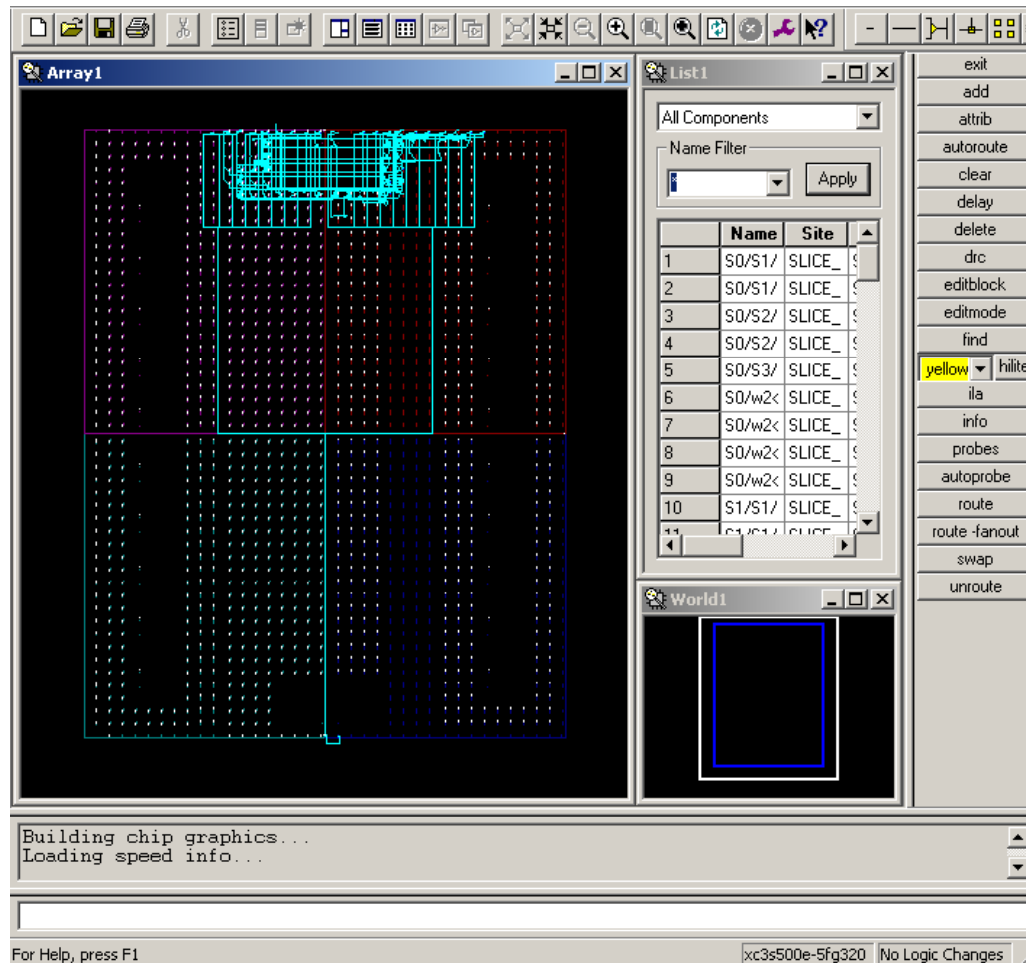 Array1
List1
All Components
Name Filter
*
Apply
Name Site
1 S0/S1/ SLICE_
2 S0/S1/ SLICE_
3 S0/S2/ SLICE_
4 S0/S2/ SLICE_
5 S0/S3/ SLICE_
6 S0/w2< SLICE_
7 S0/w2< SLICE_
8 S0/w2< SLICE_
9 S0/w2< SLICE_
10 S1/S1/ SLICE_
11 S1/S1/ SLICE_
World1
exit
add
attrib
autoroute
clear
delay
delete
drc
editblock
editmode
find
yellow hilite
ila
info
probes
autoprobe
route
route -fanout
swap
unroute
Building chip graphics...
Loading speed info...
For Help, press F1
xc3s500e-5fg320 No Logic Changes